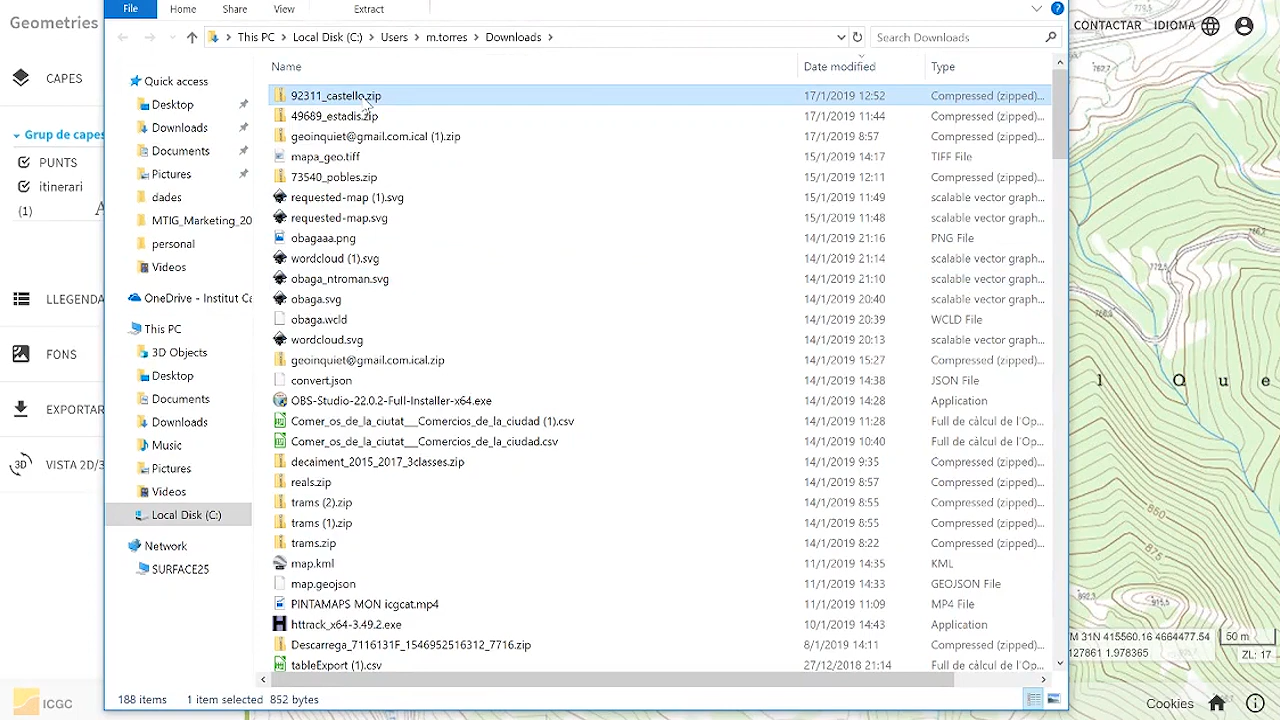 File Home Share View Extract
Geometries
CONTACTAR IDIOMA
This PC Local Disk (C:) Users m.torres Downloads
Search Downloads
CAPES
Grup de capes
PUNTS
itinerari
(1)
LLEGENDA
FONS
EXPORTAR
VISTA 2D/3
ICGC
Quick access
Desktop
Downloads
Documents
Pictures
dades
MTIG_Marketing_20
personal
Videos
OneDrive - Institut Ca
This PC
3D Objects
Desktop
Documents
Downloads
Music
Pictures
Videos
Local Disk (C:)
Network
SURFACE25
Name Date modified Type
92311_castello.zip 17/1/2019 12:52 Compressed (zipped)...
49689_estadis.zip 17/1/2019 11:44 Compressed (zipped)...
geoinquiet@gmail.com.ical (1).zip 17/1/2019 8:57 Compressed (zipped)...
mapa_geo.tiff 15/1/2019 14:17 TIFF File
73540_pobles.zip 15/1/2019 12:11 Compressed (zipped)...
requested-map (1).svg 15/1/2019 11:49 scalable vector graph...
requested-map.svg 15/1/2019 11:48 scalable vector graph...
obagaaa.png 14/1/2019 21:16 PNG File
wordcloud (1).svg 14/1/2019 21:14 scalable vector graph...
obaga_ntroman.svg 14/1/2019 21:10 scalable vector graph...
obaga.svg 14/1/2019 20:40 scalable vector graph...
obaga.wcld 14/1/2019 20:39 WCLD File
wordcloud.svg 14/1/2019 20:13 scalable vector graph...
geoinquiet@gmail.com.ical.zip 14/1/2019 15:27 Compressed (zipped)...
convert.json 14/1/2019 14:38 JSON File
OBS-Studio-22.0.2-Full-Installer-x64.exe 14/1/2019 14:28 Application
Comer_os_de_la_ciutat___Comercios_de_la_ciudad (1).csv 14/1/2019 11:28 Full de càlcul de l'Op...
Comer_os_de_la_ciutat___Comercios_de_la_ciudad.csv 14/1/2019 10:40 Full de càlcul de l'Op...
decaiment_2015_2017_3classes.zip 14/1/2019 9:35 Compressed (zipped)...
reals.zip 14/1/2019 8:57 Compressed (zipped)...
trams (2).zip 14/1/2019 8:55 Compressed (zipped)...
trams (1).zip 14/1/2019 8:55 Compressed (zipped)...
trams.zip 14/1/2019 8:22 Compressed (zipped)...
map.kml 11/1/2019 14:35 KML
map.geojson 11/1/2019 14:33 GEOJSON File
PINTAMAPS MON icgcat.mp4 11/1/2019 11:09 MP4 File
httrack_x64-3.49.2.exe 10/1/2019 14:43 Application
Descarrega_7116131F_1546952516312_7716.zip 8/1/2019 14:11 Compressed (zipped)...
tableExport (1).csv 27/12/2018 21:14 Full de càlcul de l'Op...
188 items 1 item selected 852 bytes
l Q u e
850
875
915,5
M 31N 415560.16 4664477.54 50 m
127861 1.978365 ZL: 17
Cookies